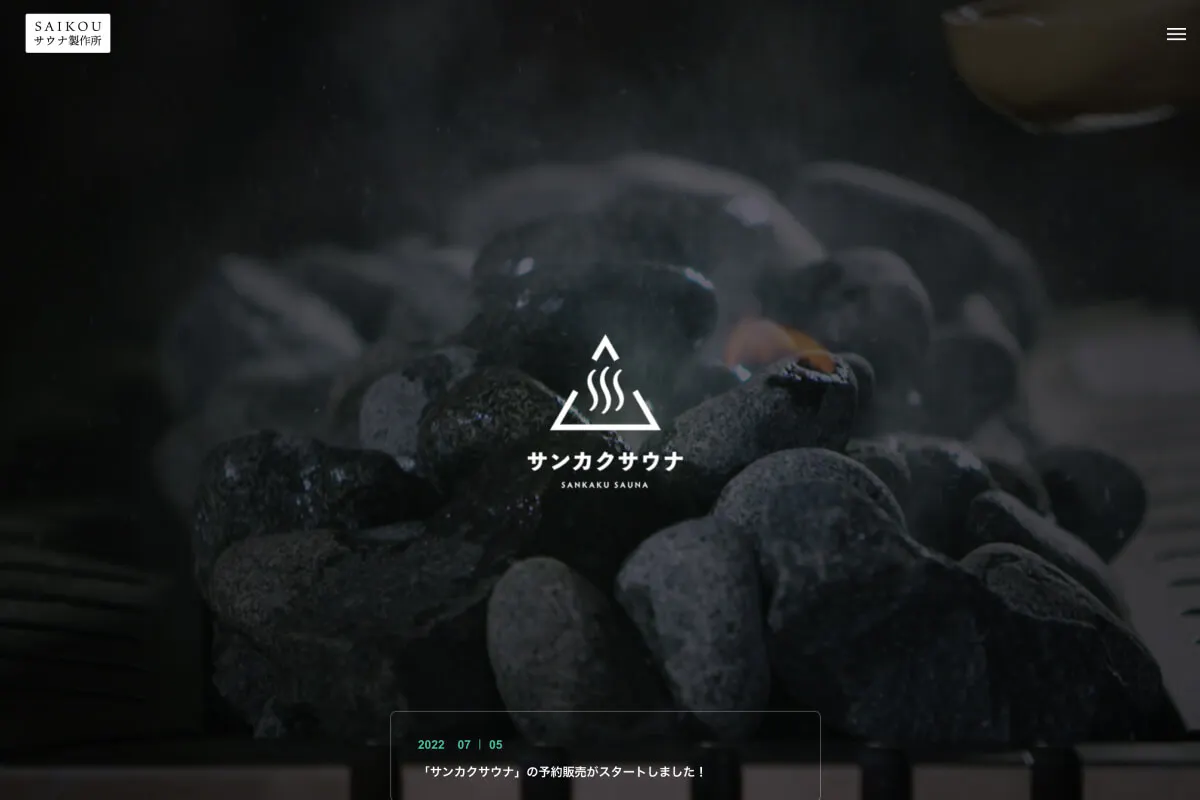 SAIKOU
サウナ製作所
サンカクサウナ
SANKAKU SAUNA
2022 07 | 05
「サンカクサウナ」の予約販売がスタートしました！